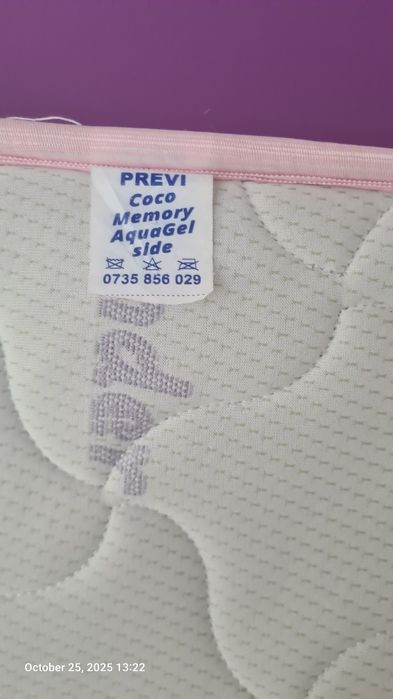 PREVI
Coco
Memory
AquaGel
side
0735 856 029
October 25, 2025 13:22